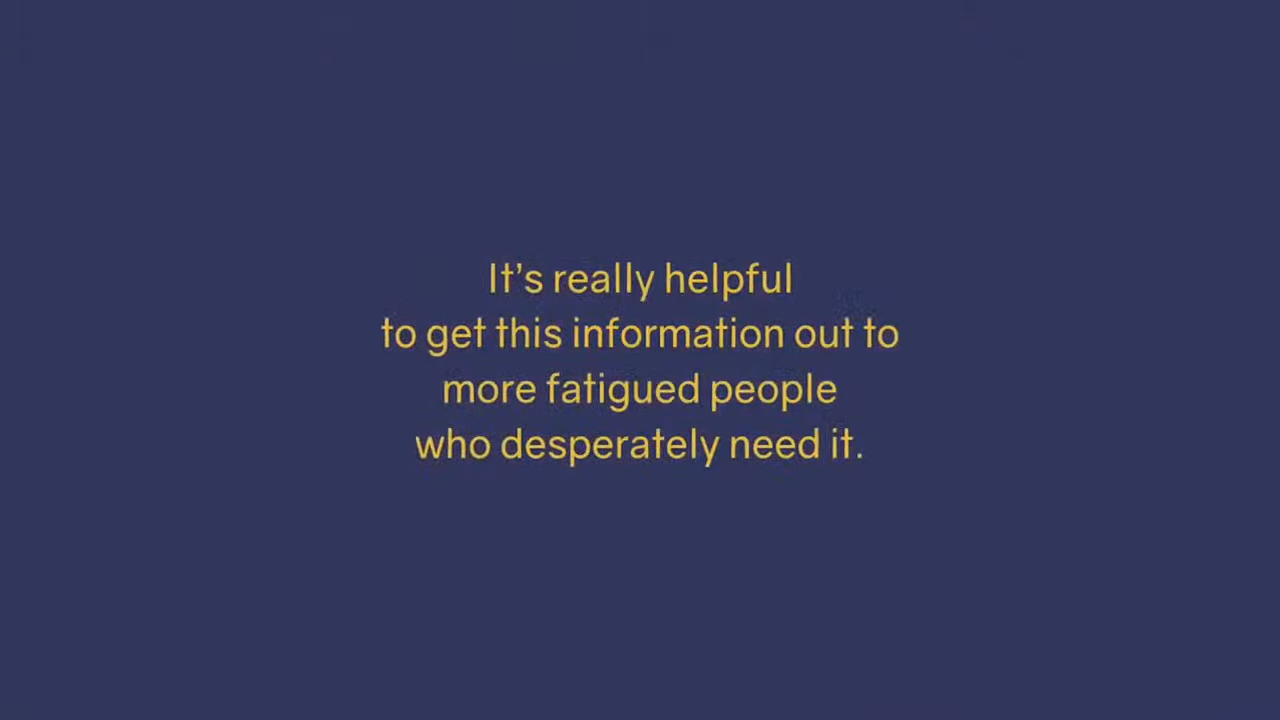 It’s really helpful
to get this information out to
more fatigued people
who desperately need it.